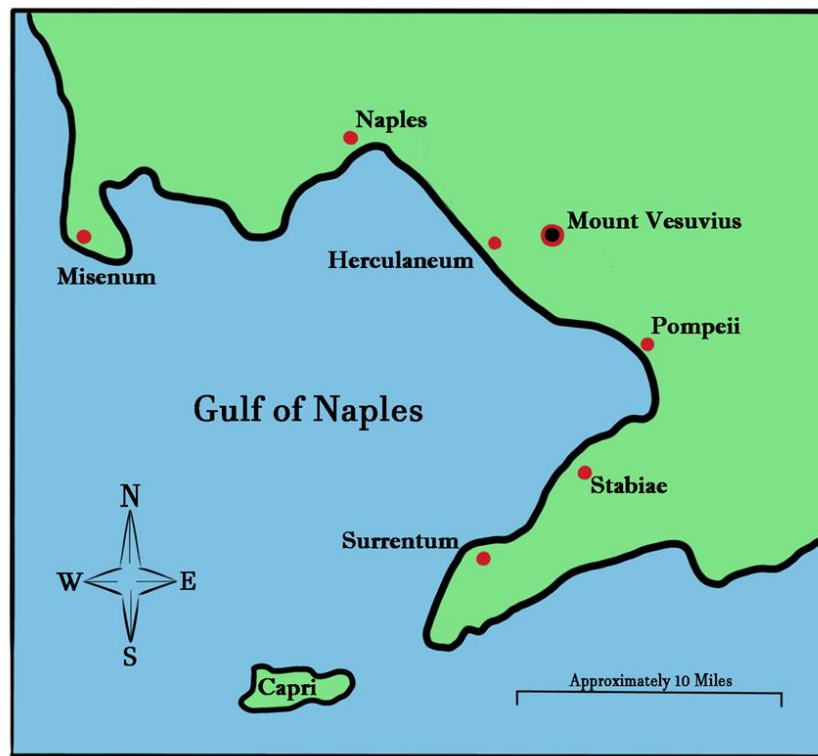 Naples
Mount Vesuvius
Herculaneum
Misenum
Pompeii
Gulf of Naples
Stabiae
N
Surrentum
W E
S
Capri
Approximately 10 Miles